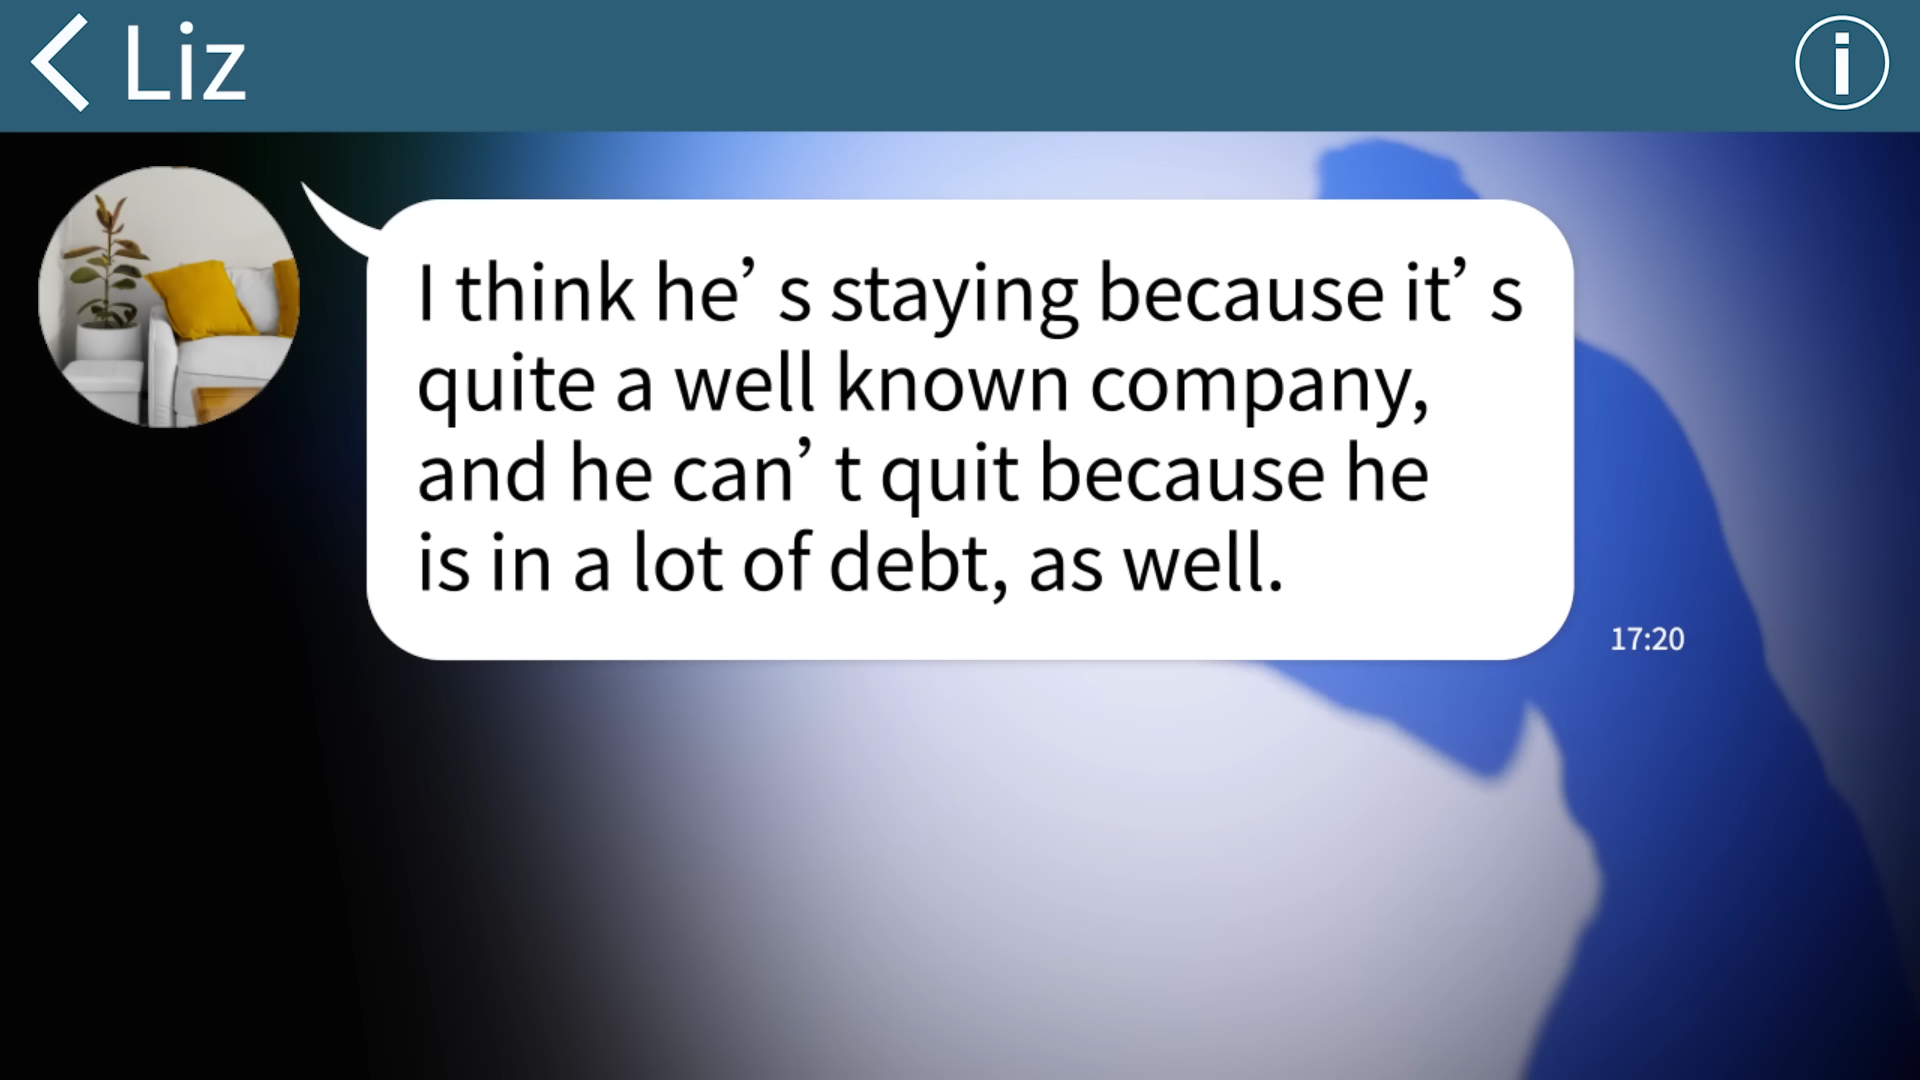 Liz
I think he’s staying because it’s
quite a well known company,
and he can’t quit because he
is in a lot of debt, as well.
17:20